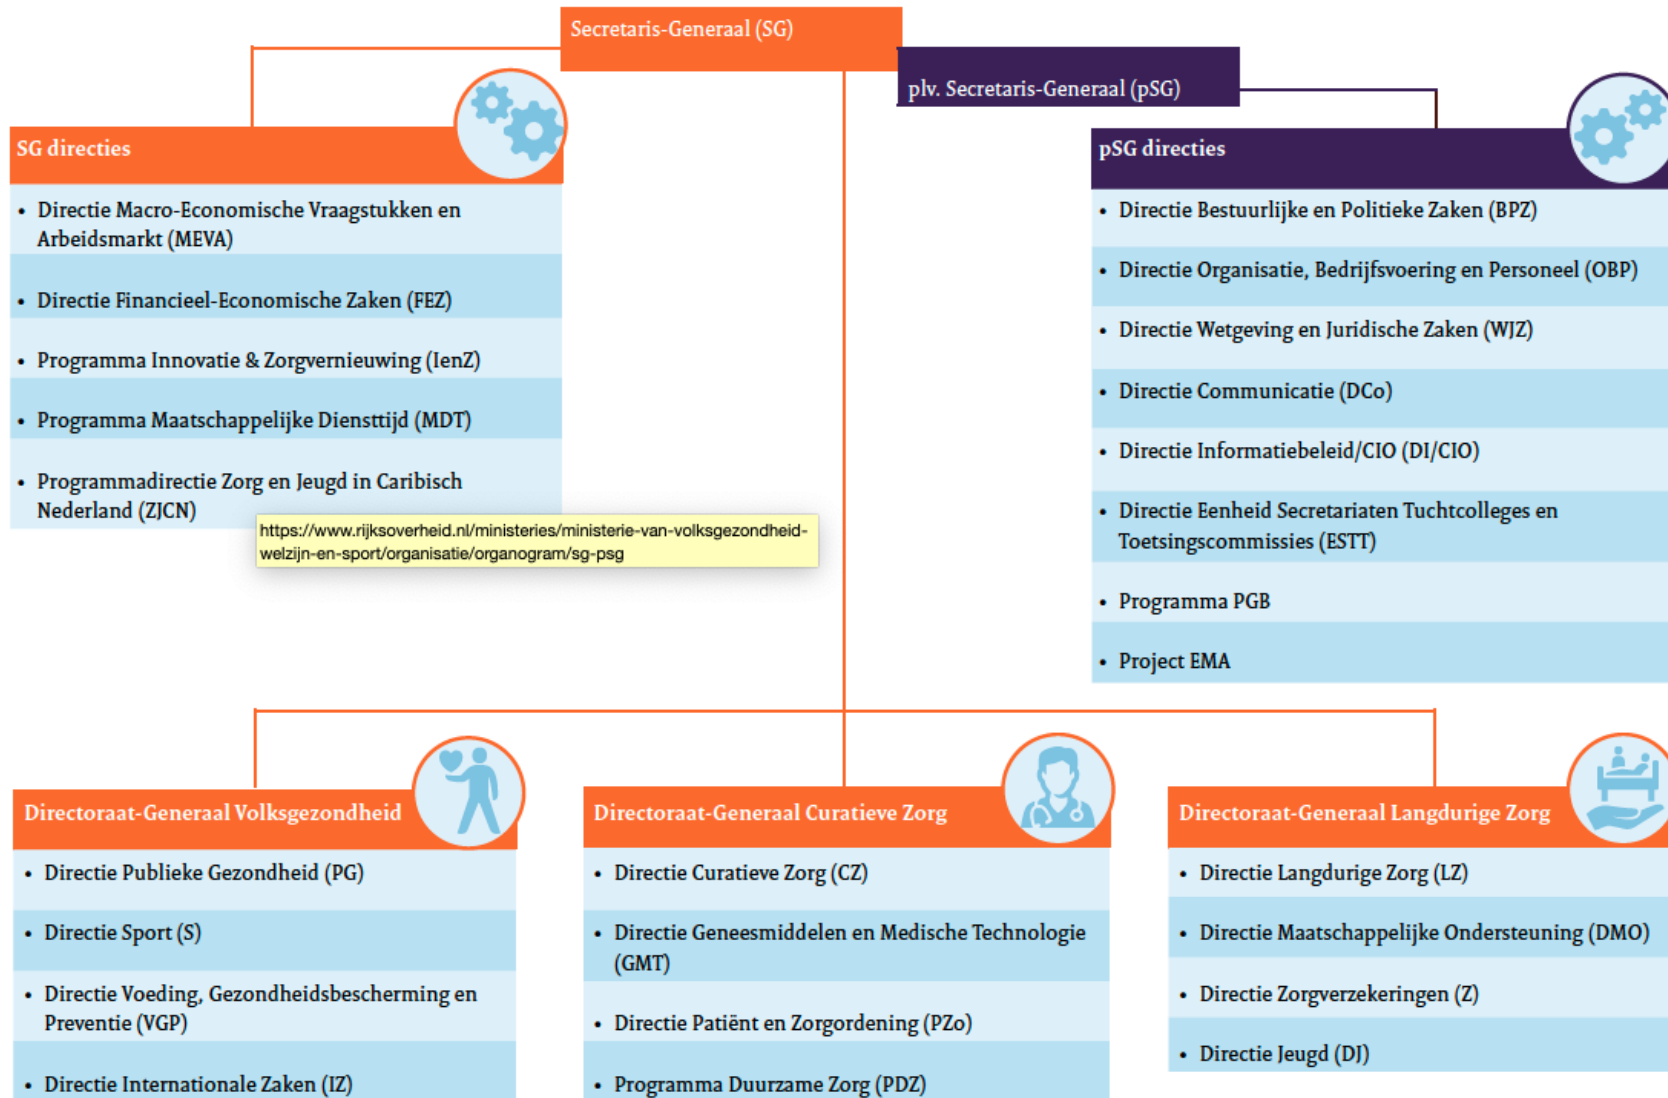 Secretaris-Generaal (SG)
plv. Secretaris-Generaal (pSG)
SG directies
• Directie Macro-Economische Vraagstukken en
Arbeidsmarkt (MEVA)
• Directie Financieel-Economische Zaken (FEZ)
• Programma Innovatie & Zorgvernieuwing (IenZ)
• Programma Maatschappelijke Diensttijd (MDT)
• Programmadirectie Zorg en Jeugd in Caribisch
Nederland (ZJCN)
https://www.rijksoverheid.nl/ministeries/ministerie-van-volksgezondheid-
welzijn-en-sport/organisatie/organogram/sg-psg
pSG directies
• Directie Bestuurlijke en Politieke Zaken (BPZ)
• Directie Organisatie, Bedrijfsvoering en Personeel (OBP)
• Directie Wetgeving en Juridische Zaken (WJZ)
• Directie Communicatie (DCo)
• Directie Informatiebeleid/CIO (DI/CIO)
• Directie Eenheid Secretariaten Tuchtcolleges en
Toetsingscommissies (ESTT)
• Programma PGB
• Project EMA
Directoraat-Generaal Volksgezondheid
• Directie Publieke Gezondheid (PG)
• Directie Sport (S)
• Directie Voeding, Gezondheidsbescherming en
Preventie (VGP)
• Directie Internationale Zaken (IZ)
Directoraat-Generaal Curatieve Zorg
• Directie Curatieve Zorg (CZ)
• Directie Geneesmiddelen en Medische Technologie
(GMT)
• Directie Patiënt en Zorgordening (PZo)
• Programma Duurzame Zorg (PDZ)
Directoraat-Generaal Langdurige Zorg
• Directie Langdurige Zorg (LZ)
• Directie Maatschappelijke Ondersteuning (DMO)
• Directie Zorgverzekeringen (Z)
• Directie Jeugd (DJ)